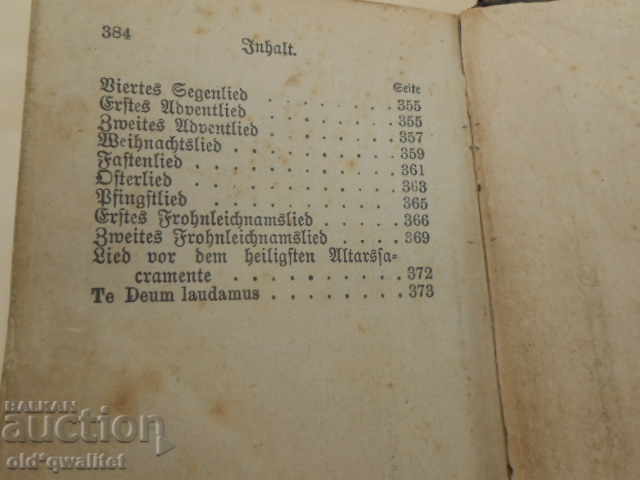 384
Inhalt.
Seite
Viertes Segenlied . . . . . . . . 355
Erstes Adventlied . . . . . . . . 355
Zweites Adventlied . . . . . . . 357
Weihnachtslied . . . . . . . . . 359
Fastenlied . . . . . . . . . . 361
Osterlied . . . . . . . . . . 363
Pfingstlied . . . . . . . . . 365
Erstes Frohnleichnamslied . . . . 366
Zweites Frohnleichnamslied . . . . 369
Lied vor dem heiligsten Altarssa-
cramente . . . . . . . . . 372
Te Deum laudamus . . . . . . . 373
BALKAN
auction
old-qwalitet